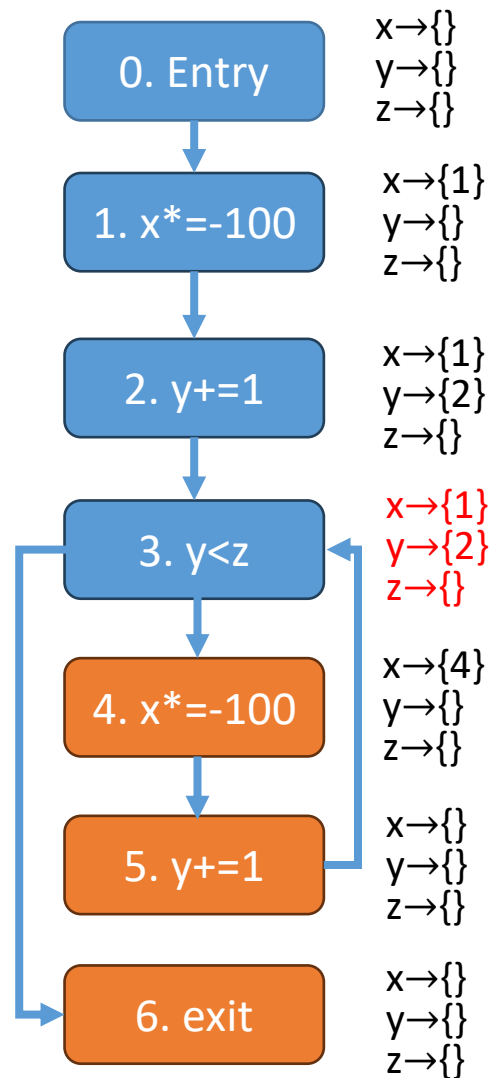 0. Entry
x→{}
y→{}
z→{}
1. x*=-100
x→{1}
y→{}
z→{}
2. y+=1
x→{1}
y→{2}
z→{}
3. y<z
x→{1}
y→{2}
z→{}
4. x*=-100
x→{4}
y→{}
z→{}
5. y+=1
x→{}
y→{}
z→{}
6. exit
x→{}
y→{}
z→{}